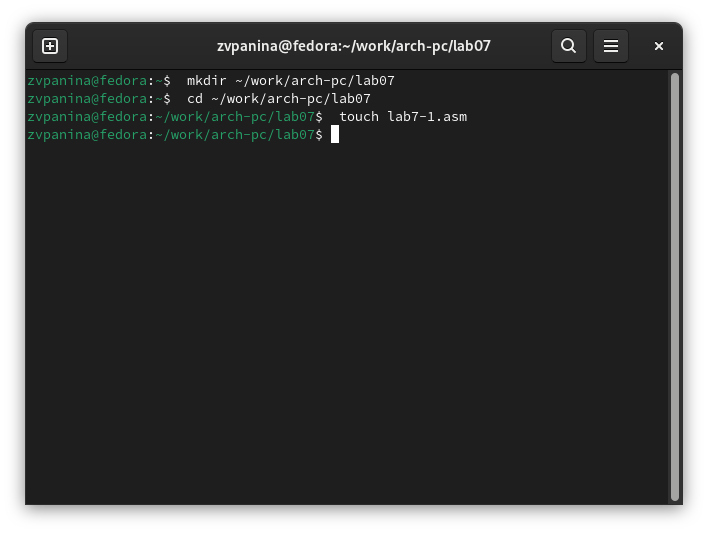 zvpanina@fedora:~/work/arch-pc/lab07
zvpanina@fedora:~$  mkdir ~/work/arch-pc/lab07
zvpanina@fedora:~$  cd ~/work/arch-pc/lab07
zvpanina@fedora:~/work/arch-pc/lab07$  touch lab7-1.asm
zvpanina@fedora:~/work/arch-pc/lab07$